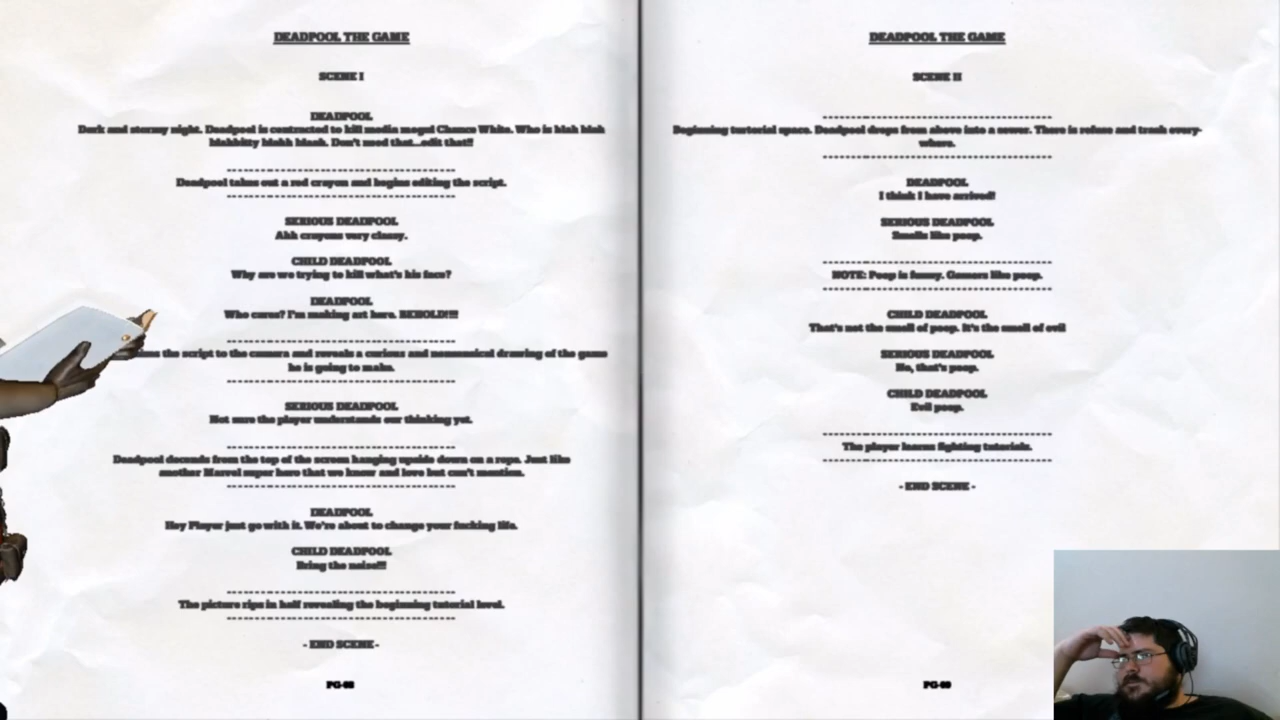 DEADPOOL THE GAME
SCENE I
DEADPOOL
Dark and stormy night. Deadpool is contracted to kill media mogul Chance White. Who is blah blah
blahbitty blahh blaah. Don't need that...edit that!!
Deadpool takes out a red crayon and begins editing the script.
SERIOUS DEADPOOL
Ahh crayons very classy.
CHILD DEADPOOL
Why are we trying to kill what's his face?
DEADPOOL
Who cares? I'm making art here. BEHOLD!!!!
the script to the camera and reveals a curious and nonsensical drawing of the game
he is going to make.
SERIOUS DEADPOOL
Not sure the player understands our thinking yet.
Deadpool decends from the top of the screen hanging upside down on a rope. Just like
another Marvel super hero that we know and love but can't mention.
DEADPOOL
Hey Player just go with it. We're about to change your fucking life.
CHILD DEADPOOL
Bring the noise!!!
The picture rips in half revealing the beginning tutorial level.
- END SCENE -
DEADPOOL THE GAME
SCENE II
Beginning turtorial space. Deadpool drops from above into a sewer. There is refuse and trash every-
where.
DEADPOOL
I think I have arrived!
SERIOUS DEADPOOL
Smells like poop.
NOTE: Poop is funny. Gamers like poop.
CHILD DEADPOOL
That's not the smell of poop. It's the smell of evil
SERIOUS DEADPOOL
No, that's poop.
CHILD DEADPOOL
Evil poop.
The player learns fighting tutorials.
- END SCENE -